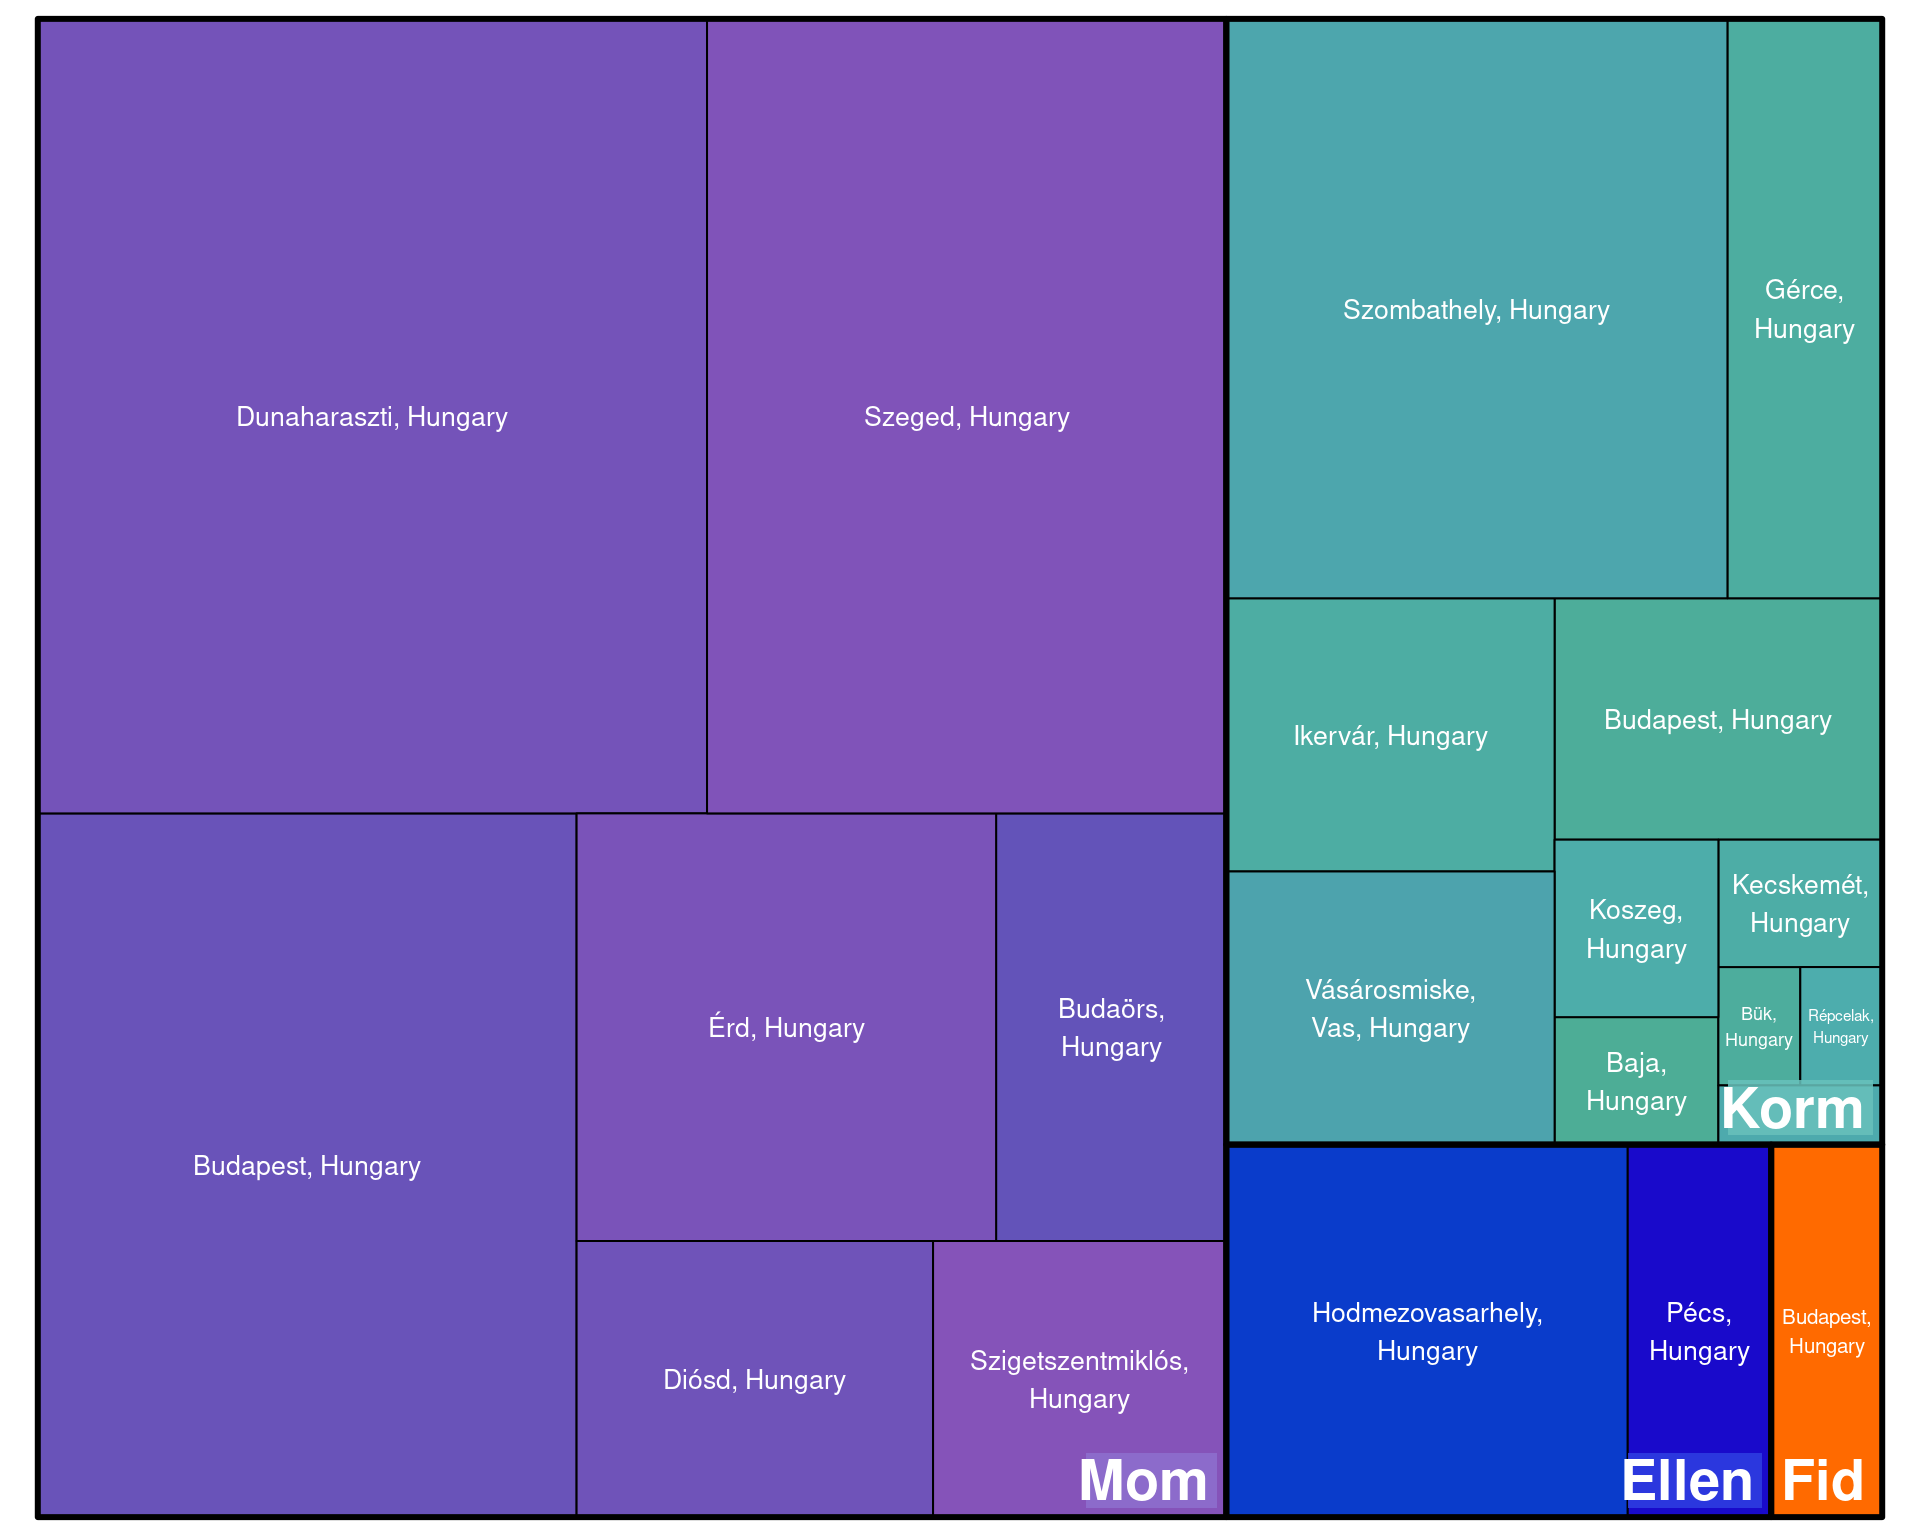 Dunaharaszti, Hungary
Szeged, Hungary
Budapest, Hungary
Érd, Hungary
Budaörs,
Hungary
Diósd, Hungary
Szigetszentmiklós,
Hungary
Mom
Szombathely, Hungary
Gérce,
Hungary
Ikervár, Hungary
Budapest, Hungary
Vásárosmiske,
Vas, Hungary
Koszeg,
Hungary
Kecskemét,
Hungary
Bük,
Hungary
Répcelak,
Hungary
Baja,
Hungary
Korm
Hodmezovasarhely,
Hungary
Pécs,
Hungary
Ellen
Budapest,
Hungary
Fid